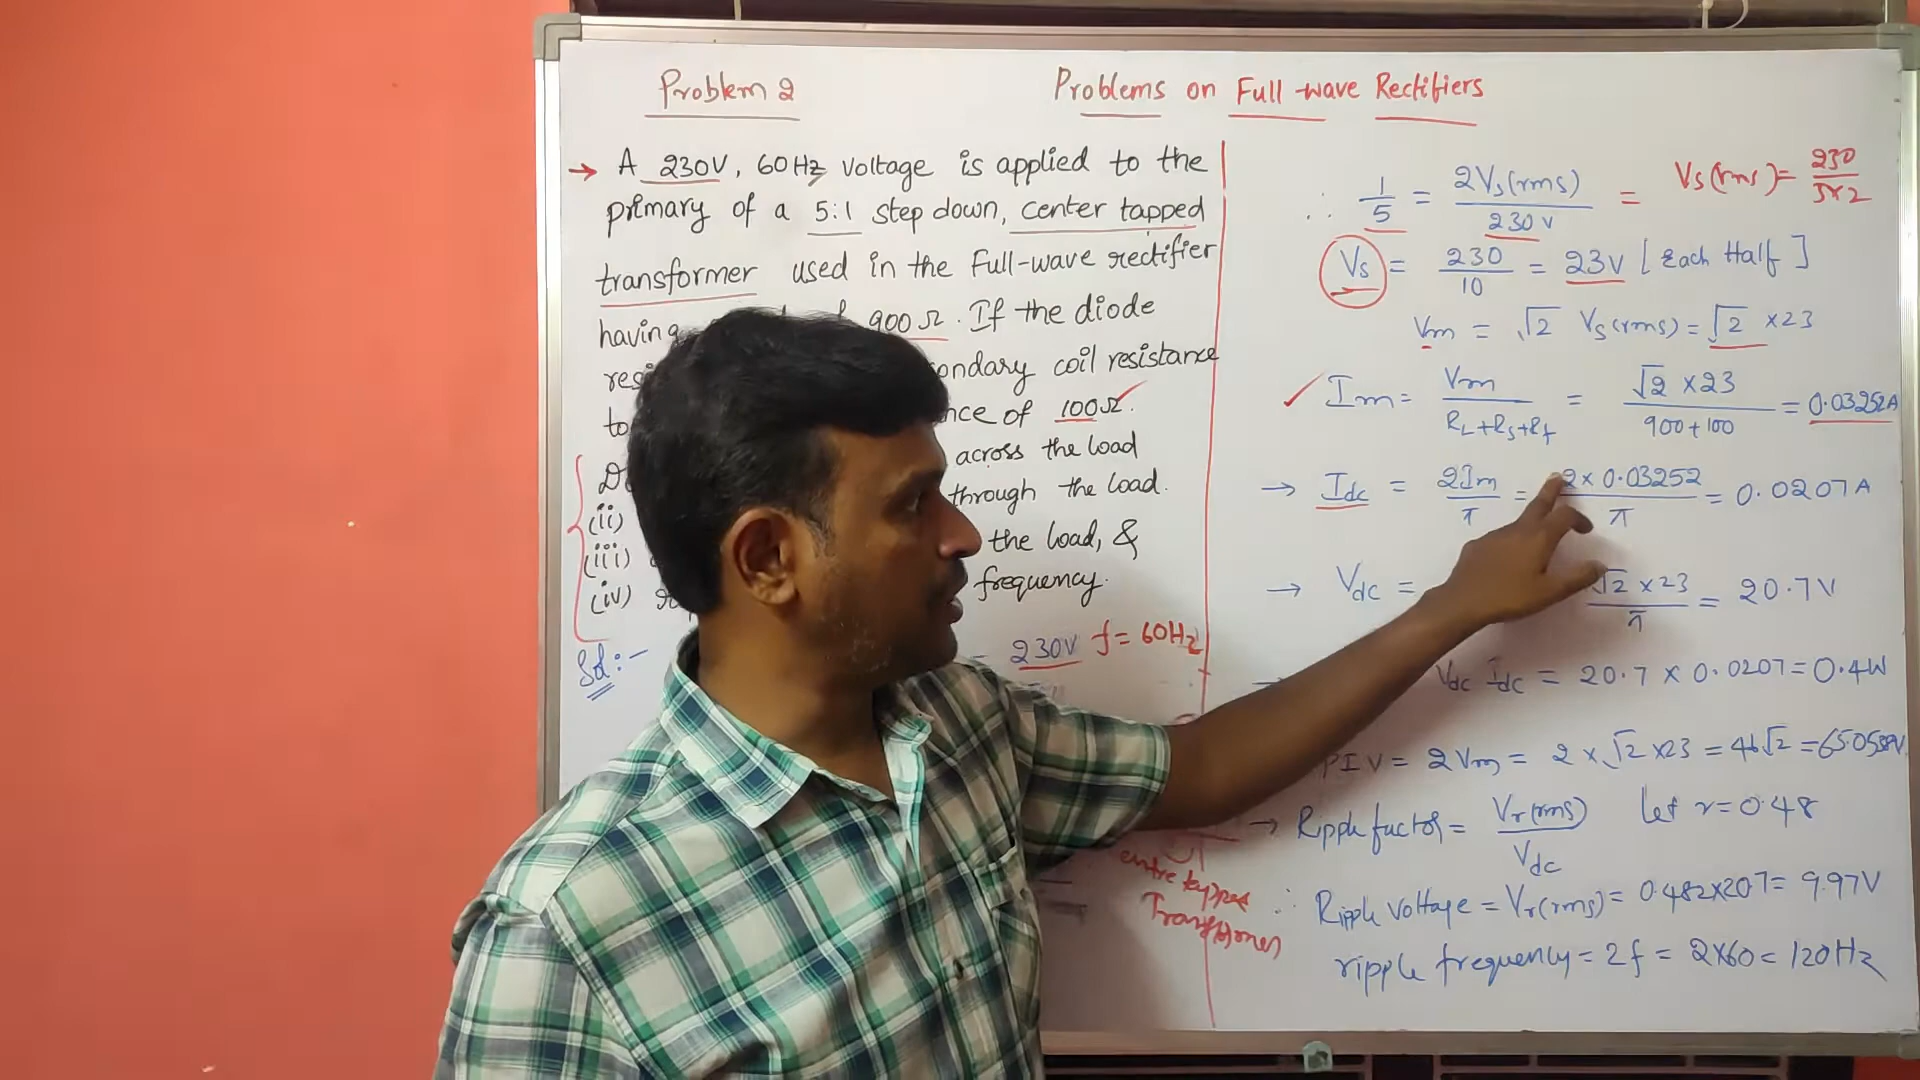 Problem 2
Problems on Full-wave Rectifiers
→ A 230V, 60Hz voltage is applied to the
primary of a 5:1 step down, center tapped
transformer used in the Full-wave rectifier
having 900Ω. If the diode
ondary coil resistance
to nce of 100Ω.
across the load
(ii) through the load.
(iii) the load, &
(iv) frequency.
Sol:-
230V f = 60Hz
Transformer
∴ 1/5 = 2Vs(rms)/230V = Vs(rms) = 230/5×2
Vs = 230/10 = 23V [Each Half]
Vm = √2 Vs(rms) = √2 ×23
✓ Im = Vm/RL+Rs+Rf = √2 ×23/900+100 = 0.03252A
→ Idc = 2Im/π = 2×0.03252/π = 0.0207A
→ Vdc = √2 ×23/π = 20.7V
Vdc Idc = 20.7 × 0.0207 = 0.4W
PIV = 2Vm = 2×√2×23 = 46√2 = 65.0538V
→ Ripple factor = Vr(rms)/Vdc Let r = 0.48
∴ Ripple voltage = Vr(rms) = 0.482×20.7 = 9.97V
ripple frequency = 2f = 2×60 = 120Hz